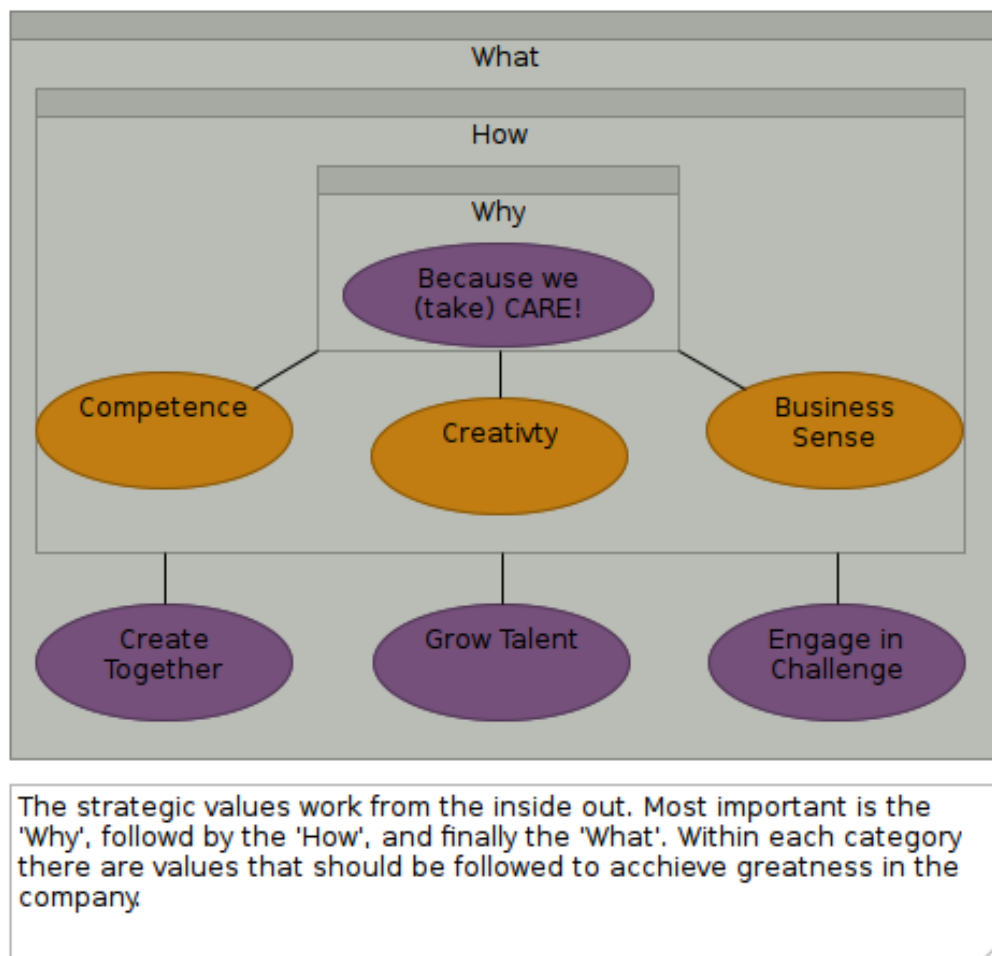 What
How
Why
Because we
(take) CARE!
Competence
Creativty
Business
Sense
Create
Together
Grow Talent
Engage in
Challenge
The strategic values work from the inside out. Most important is the
'Why', followd by the 'How', and finally the 'What'. Within each category
there are values that should be followed to acchieve greatness in the
company.